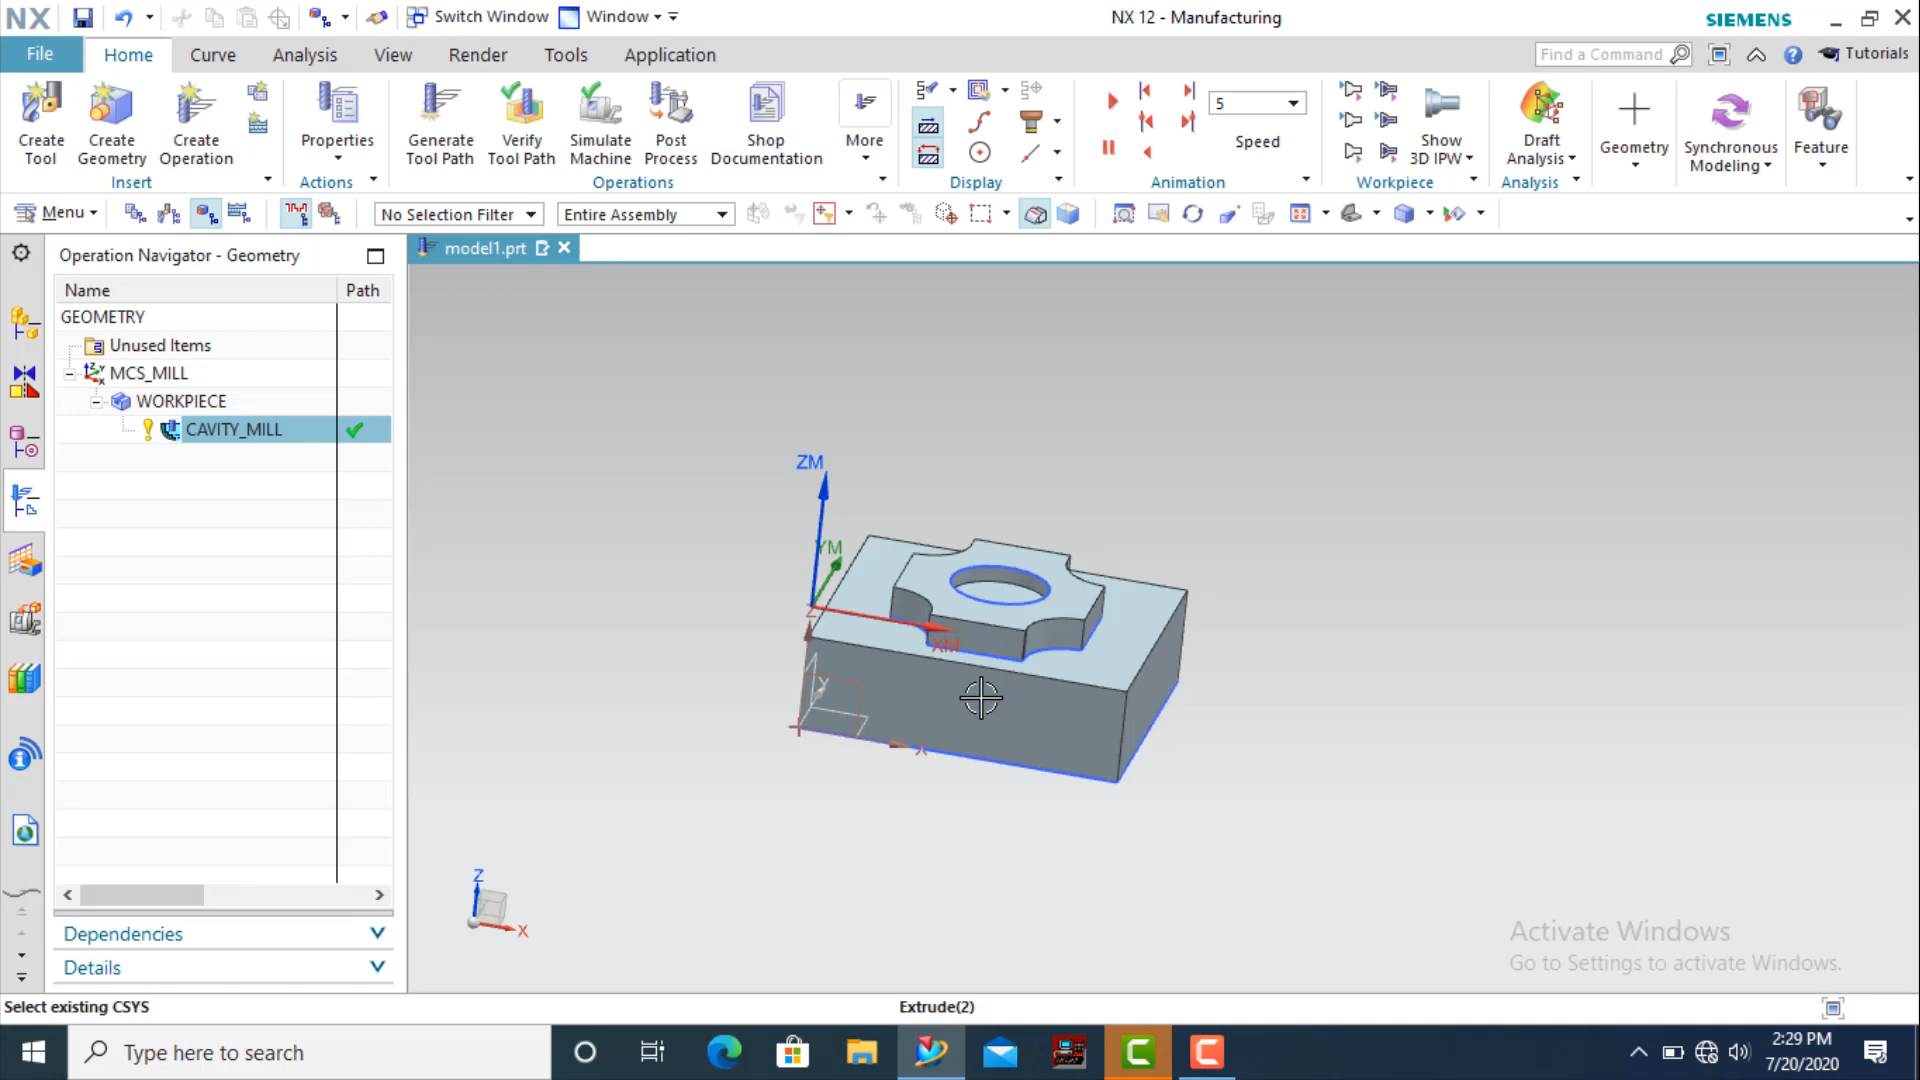 NX
Switch Window
Window
NX 12 - Manufacturing
SIEMENS
File
Home
Curve
Analysis
View
Render
Tools
Application
Find a Command
Tutorials
Create Tool
Create Geometry
Create Operation
Insert
Properties
Actions
Generate Tool Path
Verify Tool Path
Simulate Machine
Post Process
Shop Documentation
More
Operations
Display
5
Speed
Animation
Show 3D IPW
Workpiece
Draft Analysis
Analysis
Geometry
Synchronous Modeling
Feature
Menu
No Selection Filter
Entire Assembly
Operation Navigator - Geometry
model1.prt
Name
Path
GEOMETRY
Unused Items
MCS_MILL
WORKPIECE
CAVITY_MILL
ZM
YM
XM
Z
Y
X
Z
X
Dependencies
Details
Activate Windows
Go to Settings to activate Windows.
Select existing CSYS
Extrude(2)
Type here to search
2:29 PM
7/20/2020